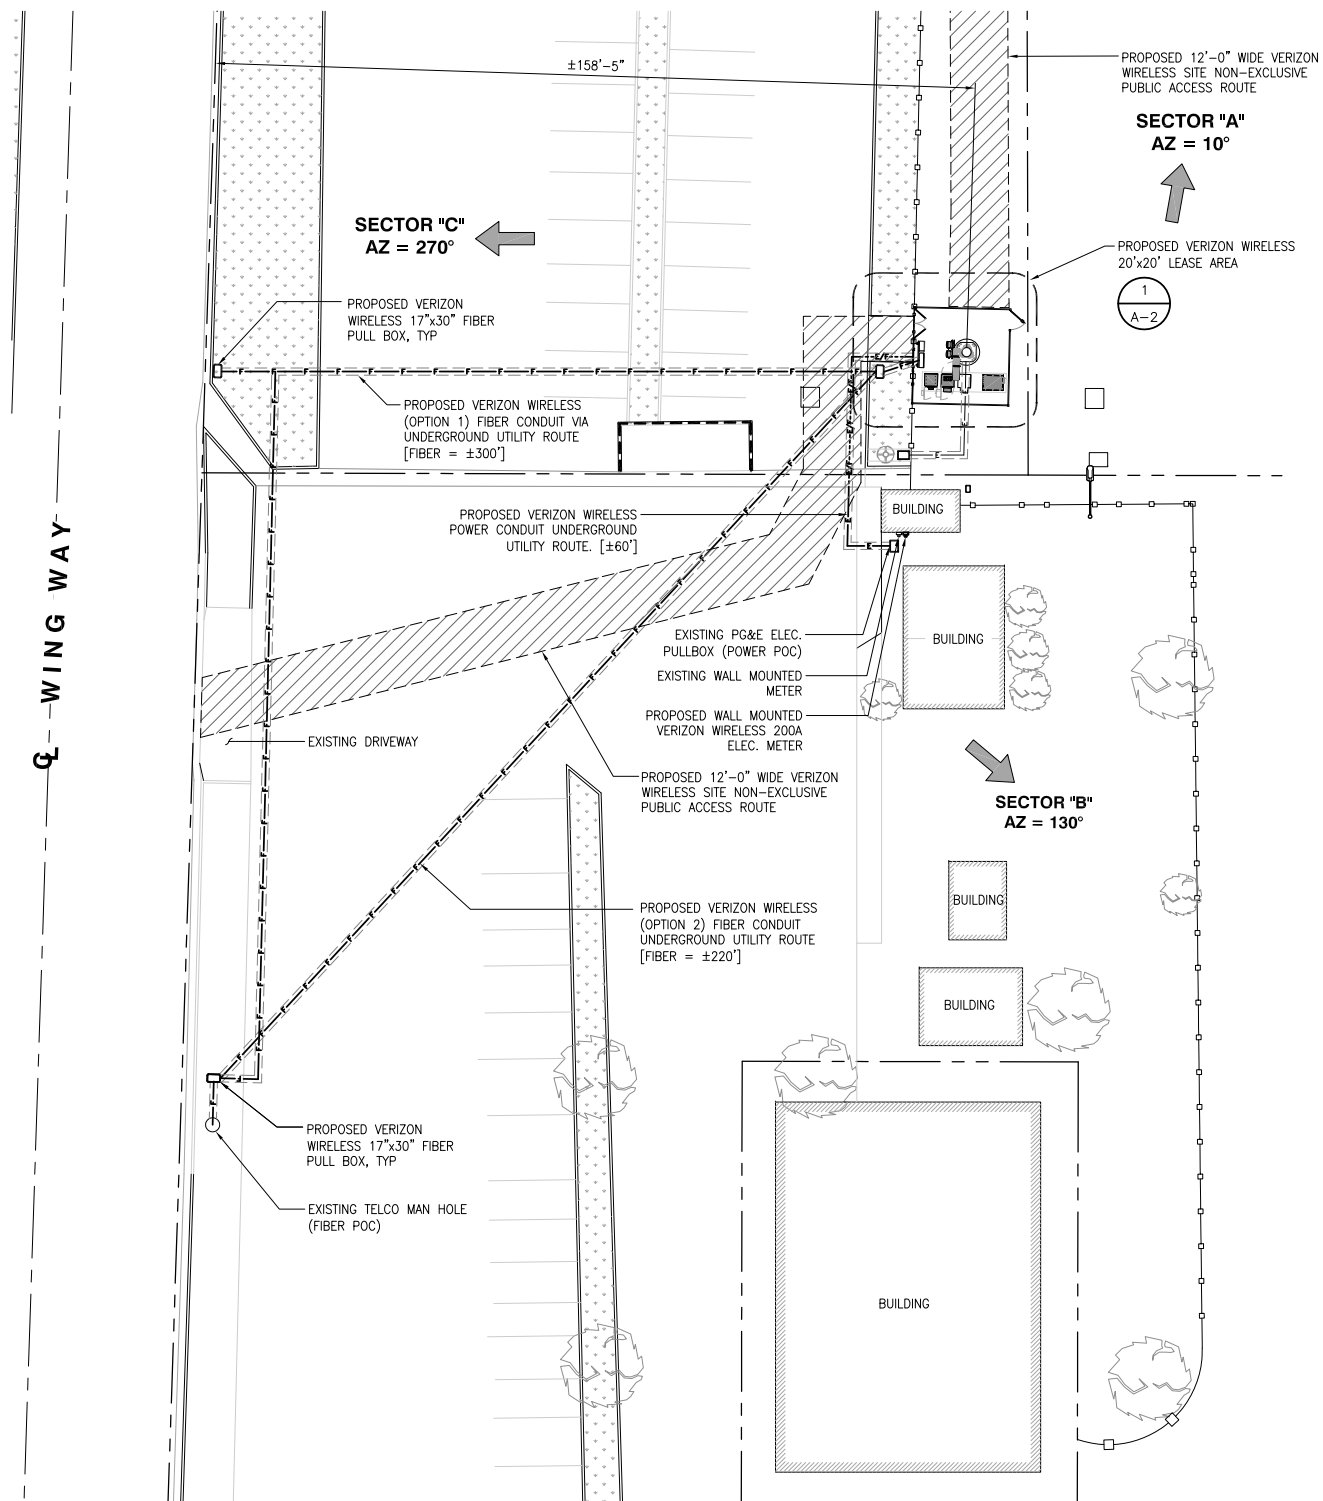 ±158'-5"
PROPOSED 12'-0" WIDE VERIZON
WIRELESS SITE NON-EXCLUSIVE
PUBLIC ACCESS ROUTE
SECTOR "A"
AZ = 10°
SECTOR "C"
AZ = 270°
PROPOSED VERIZON WIRELESS
20'x20' LEASE AREA
1
A-2
PROPOSED VERIZON
WIRELESS 17"x30" FIBER
PULL BOX, TYP
PROPOSED VERIZON WIRELESS
(OPTION 1) FIBER CONDUIT VIA
UNDERGROUND UTILITY ROUTE
[FIBER = ±300']
PROPOSED VERIZON WIRELESS
POWER CONDUIT UNDERGROUND
UTILITY ROUTE. [±60']
BUILDING
℄ WING WAY
EXISTING PG&E ELEC.
PULLBOX (POWER POC)
BUILDING
EXISTING WALL MOUNTED
METER
PROPOSED WALL MOUNTED
VERIZON WIRELESS 200A
ELEC. METER
EXISTING DRIVEWAY
PROPOSED 12'-0" WIDE VERIZON
WIRELESS SITE NON-EXCLUSIVE
PUBLIC ACCESS ROUTE
SECTOR "B"
AZ = 130°
PROPOSED VERIZON WIRELESS
(OPTION 2) FIBER CONDUIT
UNDERGROUND UTILITY ROUTE
[FIBER = ±220']
BUILDING
BUILDING
PROPOSED VERIZON
WIRELESS 17"x30" FIBER
PULL BOX, TYP
EXISTING TELCO MAN HOLE
(FIBER POC)
BUILDING